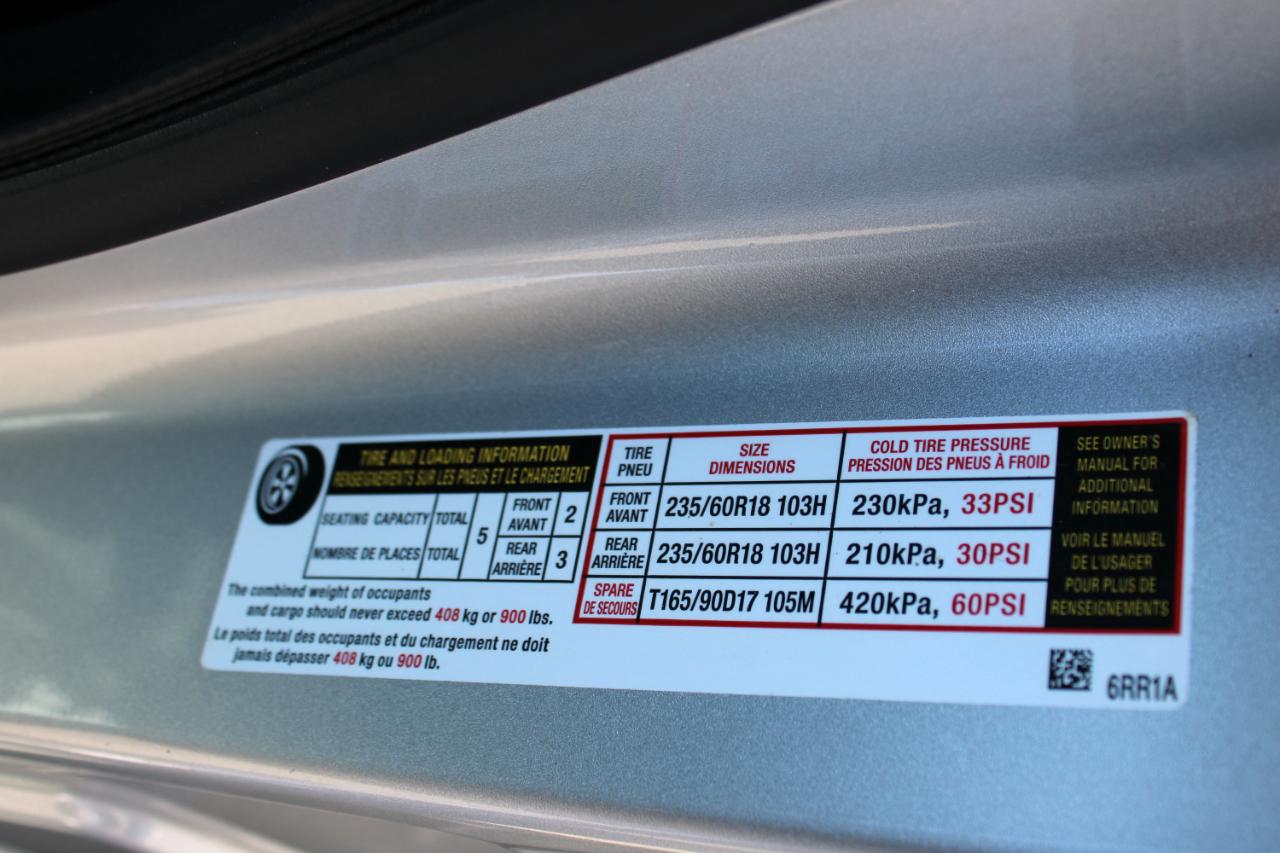 TIRE AND LOADING INFORMATION
RENSEIGNEMENTS SUR LES PNEUS ET LE CHARGEMENT
SEATING CAPACITY TOTAL 5 FRONT AVANT 2
NOMBRE DE PLACES TOTAL REAR ARRIÈRE 3
The combined weight of occupants
and cargo should never exceed 408 kg or 900 lbs.
Le poids total des occupants et du chargement ne doit
jamais dépasser 408 kg ou 900 lb.
TIRE PNEU SIZE DIMENSIONS COLD TIRE PRESSURE PRESSION DES PNEUS À FROID
FRONT AVANT 235/60R18 103H 230kPa, 33PSI
REAR ARRIÈRE 235/60R18 103H 210kPa, 30PSI
SPARE DE SECOURS T165/90D17 105M 420kPa, 60PSI
SEE OWNER'S
MANUAL FOR
ADDITIONAL
INFORMATION
VOIR LE MANUEL
DE L'USAGER
POUR PLUS DE
RENSEIGNEMENTS
6RR1A